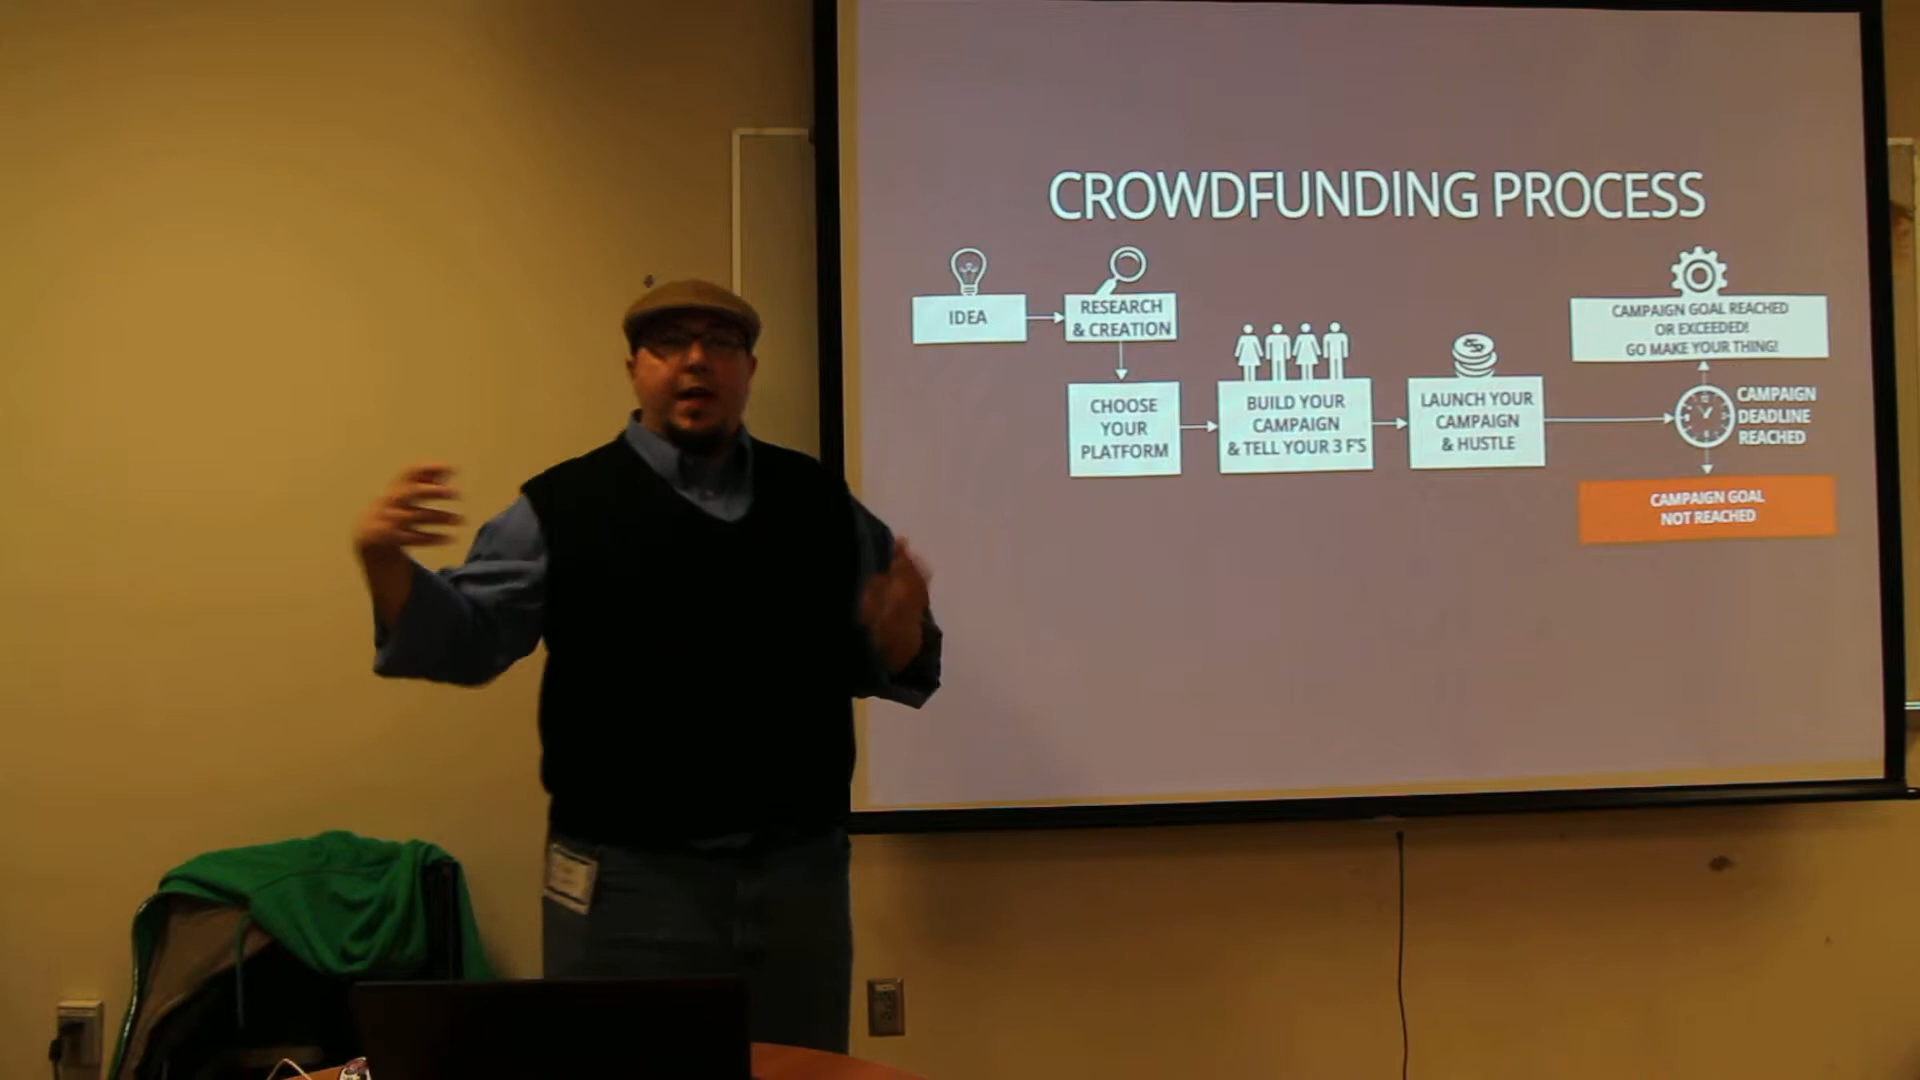 CROWDFUNDING PROCESS
IDEA
RESEARCH
& CREATION
CHOOSE
YOUR
PLATFORM
BUILD YOUR
CAMPAIGN
& TELL YOUR 3 F'S
LAUNCH YOUR
CAMPAIGN
& HUSTLE
CAMPAIGN
DEADLINE
REACHED
CAMPAIGN GOAL REACHED
OR EXCEEDED!
GO MAKE YOUR THING!
CAMPAIGN GOAL
NOT REACHED